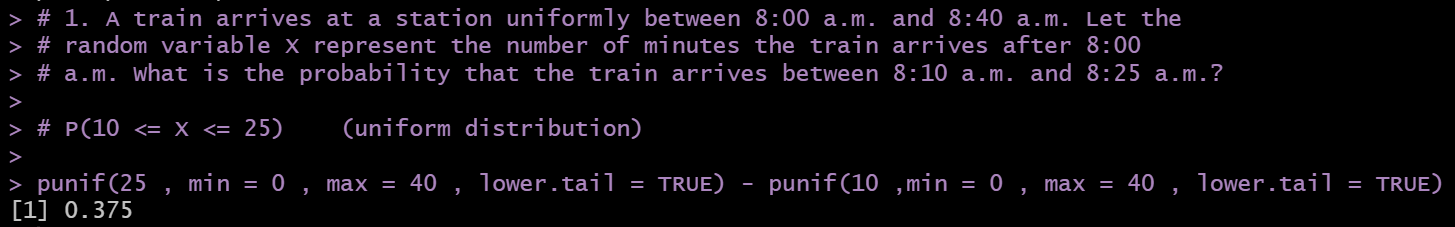 > # 1. A train arrives at a station uniformly between 8:00 a.m. and 8:40 a.m. Let the
> # random variable X represent the number of minutes the train arrives after 8:00
> # a.m. What is the probability that the train arrives between 8:10 a.m. and 8:25 a.m.?
>
> # P(10 <= X <= 25)    (uniform distribution)
>
> punif(25 , min = 0 , max = 40 , lower.tail = TRUE) - punif(10 ,min = 0 , max = 40 , lower.tail = TRUE)
[1] 0.375